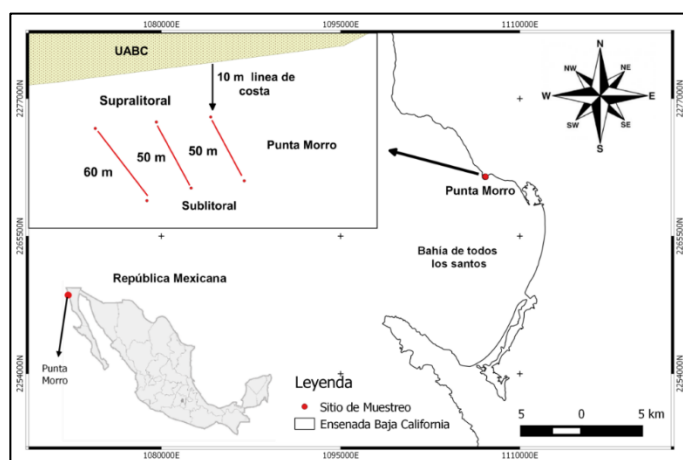 1080000E 1095000E 1110000E
UABC
10 m linea de
costa
Supralitoral
Punta Morro
60 m
50 m
50 m
Sublitoral
N
NW
NE
W
E
SW
SE
S
Punta Morro
Bahía de todos
los santos
República Mexicana
Punta
Morro
Leyenda
Sitio de Muestreo
Ensenada Baja California
5 0 5 km
2277000N
2265500N
2254000N
2277000N
2265500N
2254000N
1080000E 1095000E 1110000E